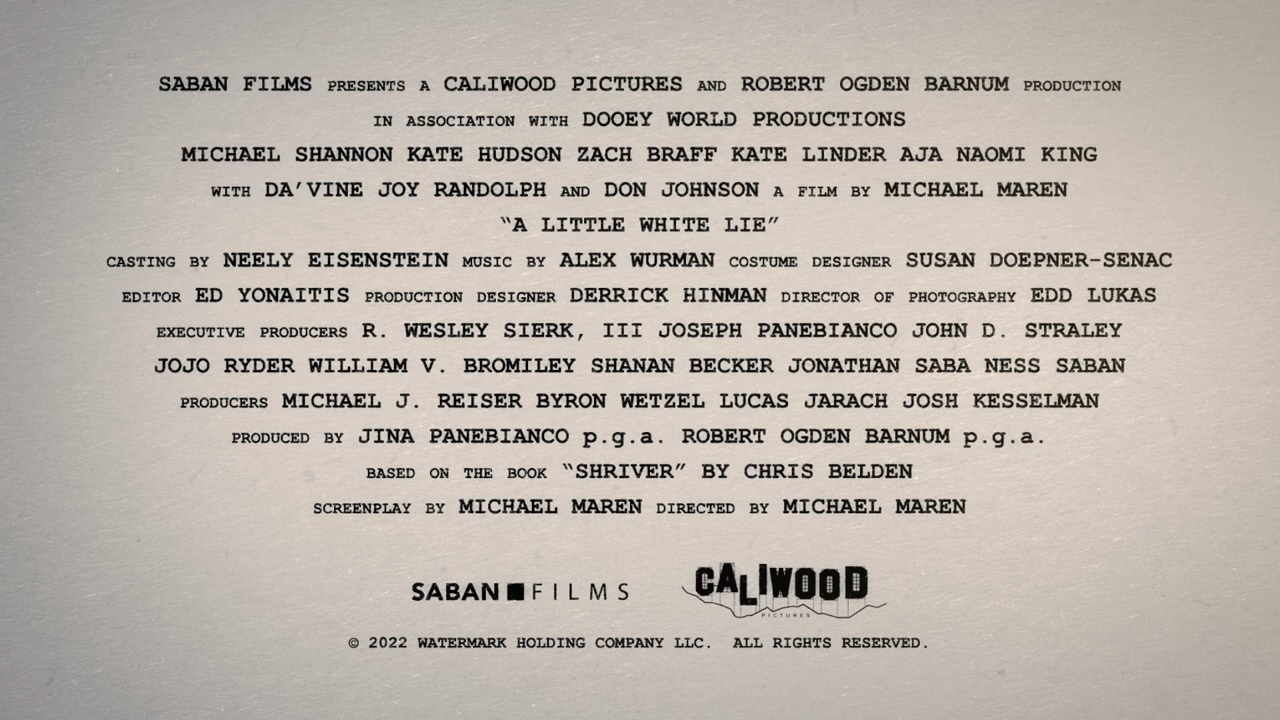 SABAN FILMS PRESENTS A CALIWOOD PICTURES AND ROBERT OGDEN BARNUM PRODUCTION
IN ASSOCIATION WITH DOOEY WORLD PRODUCTIONS
MICHAEL SHANNON KATE HUDSON ZACH BRAFF KATE LINDER AJA NAOMI KING
WITH DA'VINE JOY RANDOLPH AND DON JOHNSON A FILM BY MICHAEL MAREN
“A LITTLE WHITE LIE”
CASTING BY NEELY EISENSTEIN MUSIC BY ALEX WURMAN COSTUME DESIGNER SUSAN DOEPNER-SENAC
EDITOR ED YONAITIS PRODUCTION DESIGNER DERRICK HINMAN DIRECTOR OF PHOTOGRAPHY EDD LUKAS
EXECUTIVE PRODUCERS R. WESLEY SIERK, III JOSEPH PANEBIANCO JOHN D. STRALEY
JOJO RYDER WILLIAM V. BROMILEY SHANAN BECKER JONATHAN SABA NESS SABAN
PRODUCERS MICHAEL J. REISER BYRON WETZEL LUCAS JARACH JOSH KESSELMAN
PRODUCED BY JINA PANEBIANCO p.g.a. ROBERT OGDEN BARNUM p.g.a.
BASED ON THE BOOK “SHRIVER” BY CHRIS BELDEN
SCREENPLAY BY MICHAEL MAREN DIRECTED BY MICHAEL MAREN
SABAN FILMS
CALIWOOD
PICTURES
© 2022 WATERMARK HOLDING COMPANY LLC. ALL RIGHTS RESERVED.